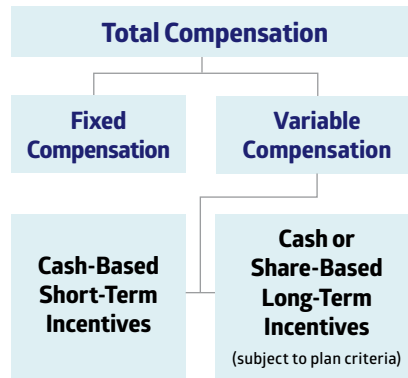 Total Compensation
Fixed
Compensation
Variable
Compensation
Cash-Based
Short-Term
Incentives
Cash or
Share-Based
Long-Term
Incentives
(subject to plan criteria)